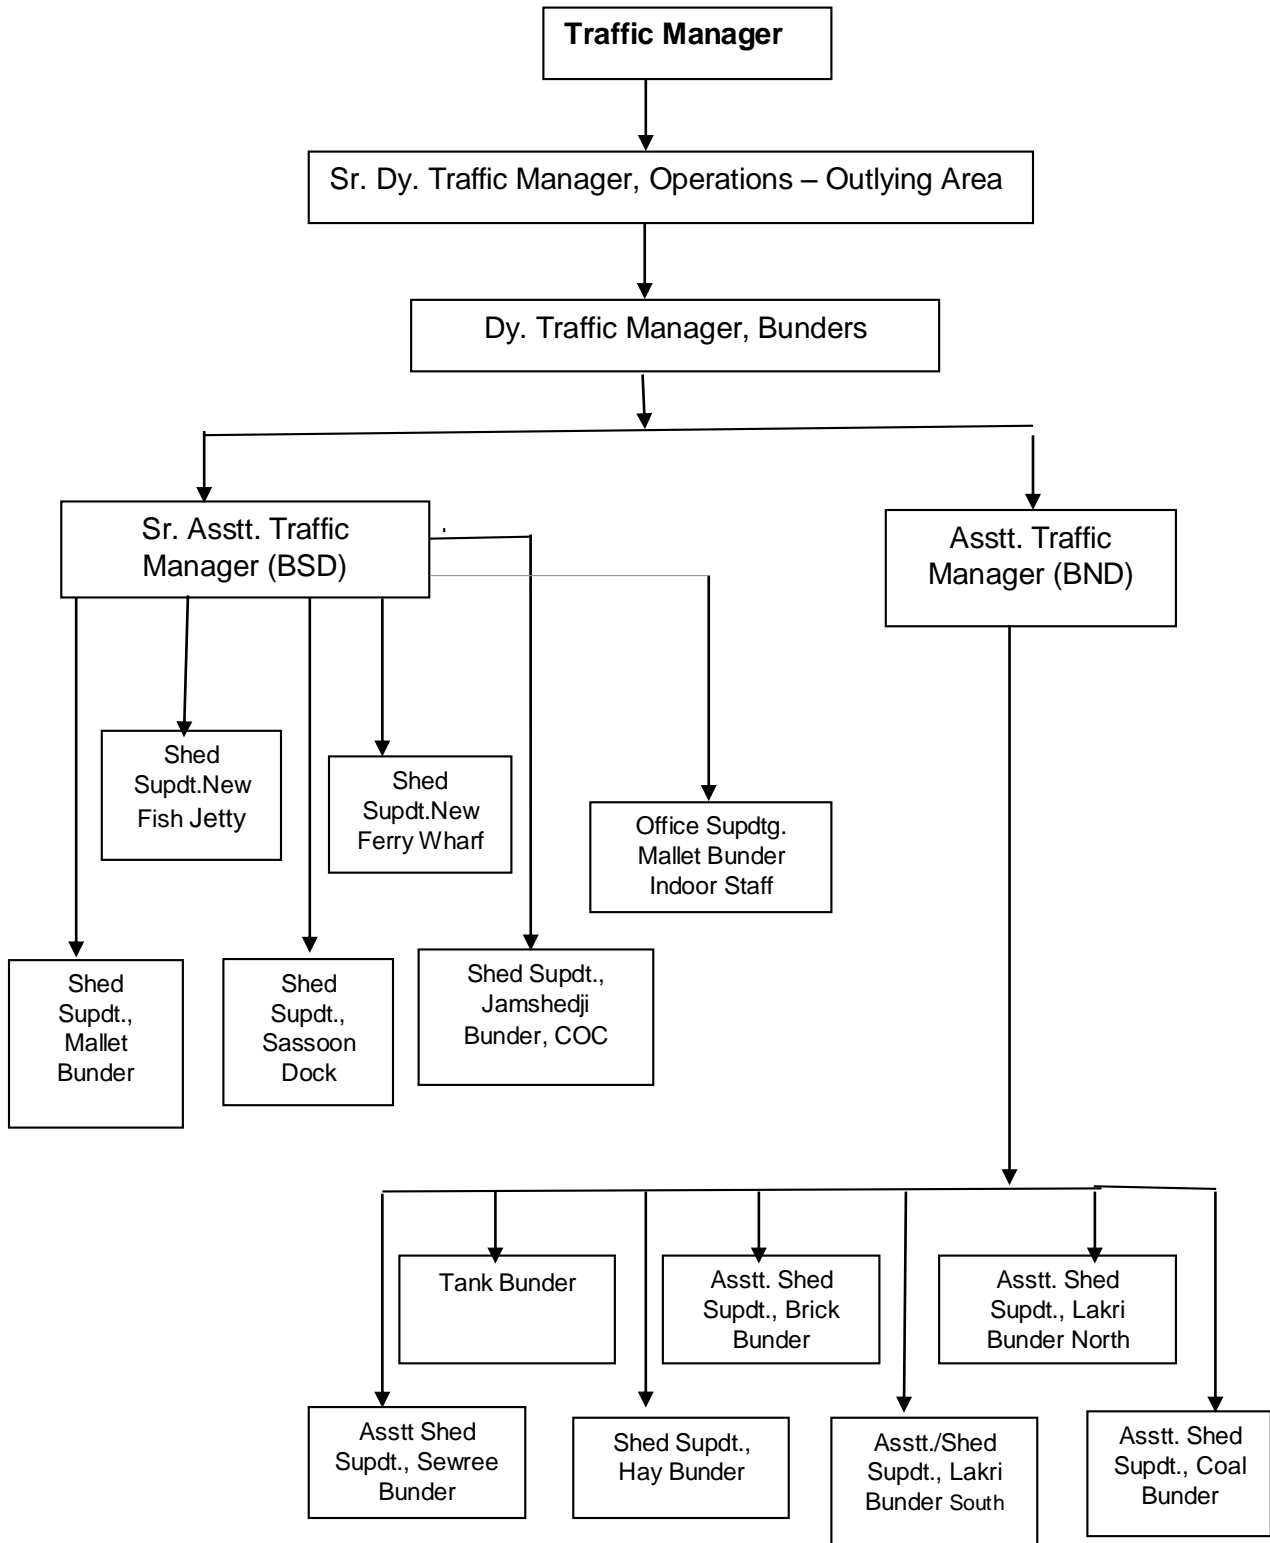 Traffic Manager
Sr. Dy. Traffic Manager, Operations – Outlying Area
Dy. Traffic Manager, Bunders
Sr. Asstt. Traffic
Manager (BSD)
Asstt. Traffic
Manager (BND)
Shed
Supdt.New
Fish Jetty
Shed
Supdt.New
Ferry Wharf
Office Supdtg.
Mallet Bunder
Indoor Staff
Shed
Supdt.,
Mallet
Bunder
Shed
Supdt.,
Sassoon
Dock
Shed Supdt.,
Jamshedji
Bunder, COC
Tank Bunder
Asstt. Shed
Supdt., Brick
Bunder
Asstt. Shed
Supdt., Lakri
Bunder North
Asstt Shed
Supdt., Sewree
Bunder
Shed Supdt.,
Hay Bunder
Asstt./Shed
Supdt., Lakri
Bunder South
Asstt. Shed
Supdt., Coal
Bunder